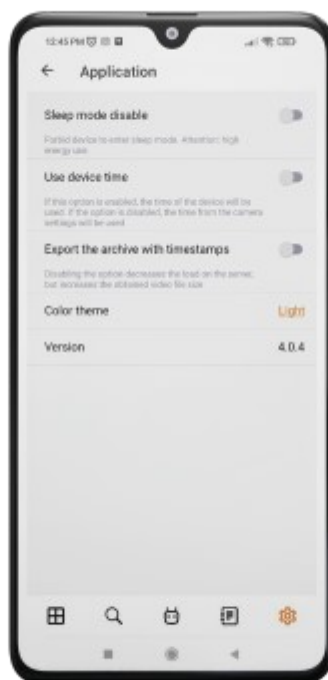 12:45 PM
Application
Sleep mode disable
Forbid device to enter sleep mode. Attention: high
energy use.
Use device time
If this option is enabled, the time of the device will be
used. If the option is disabled, the time from the camera
settings will be used
Export the archive with timestamps
Disabling the option decreases the load on the server,
but increases the obtained video file size
Color theme
Light
Version
4.0.4